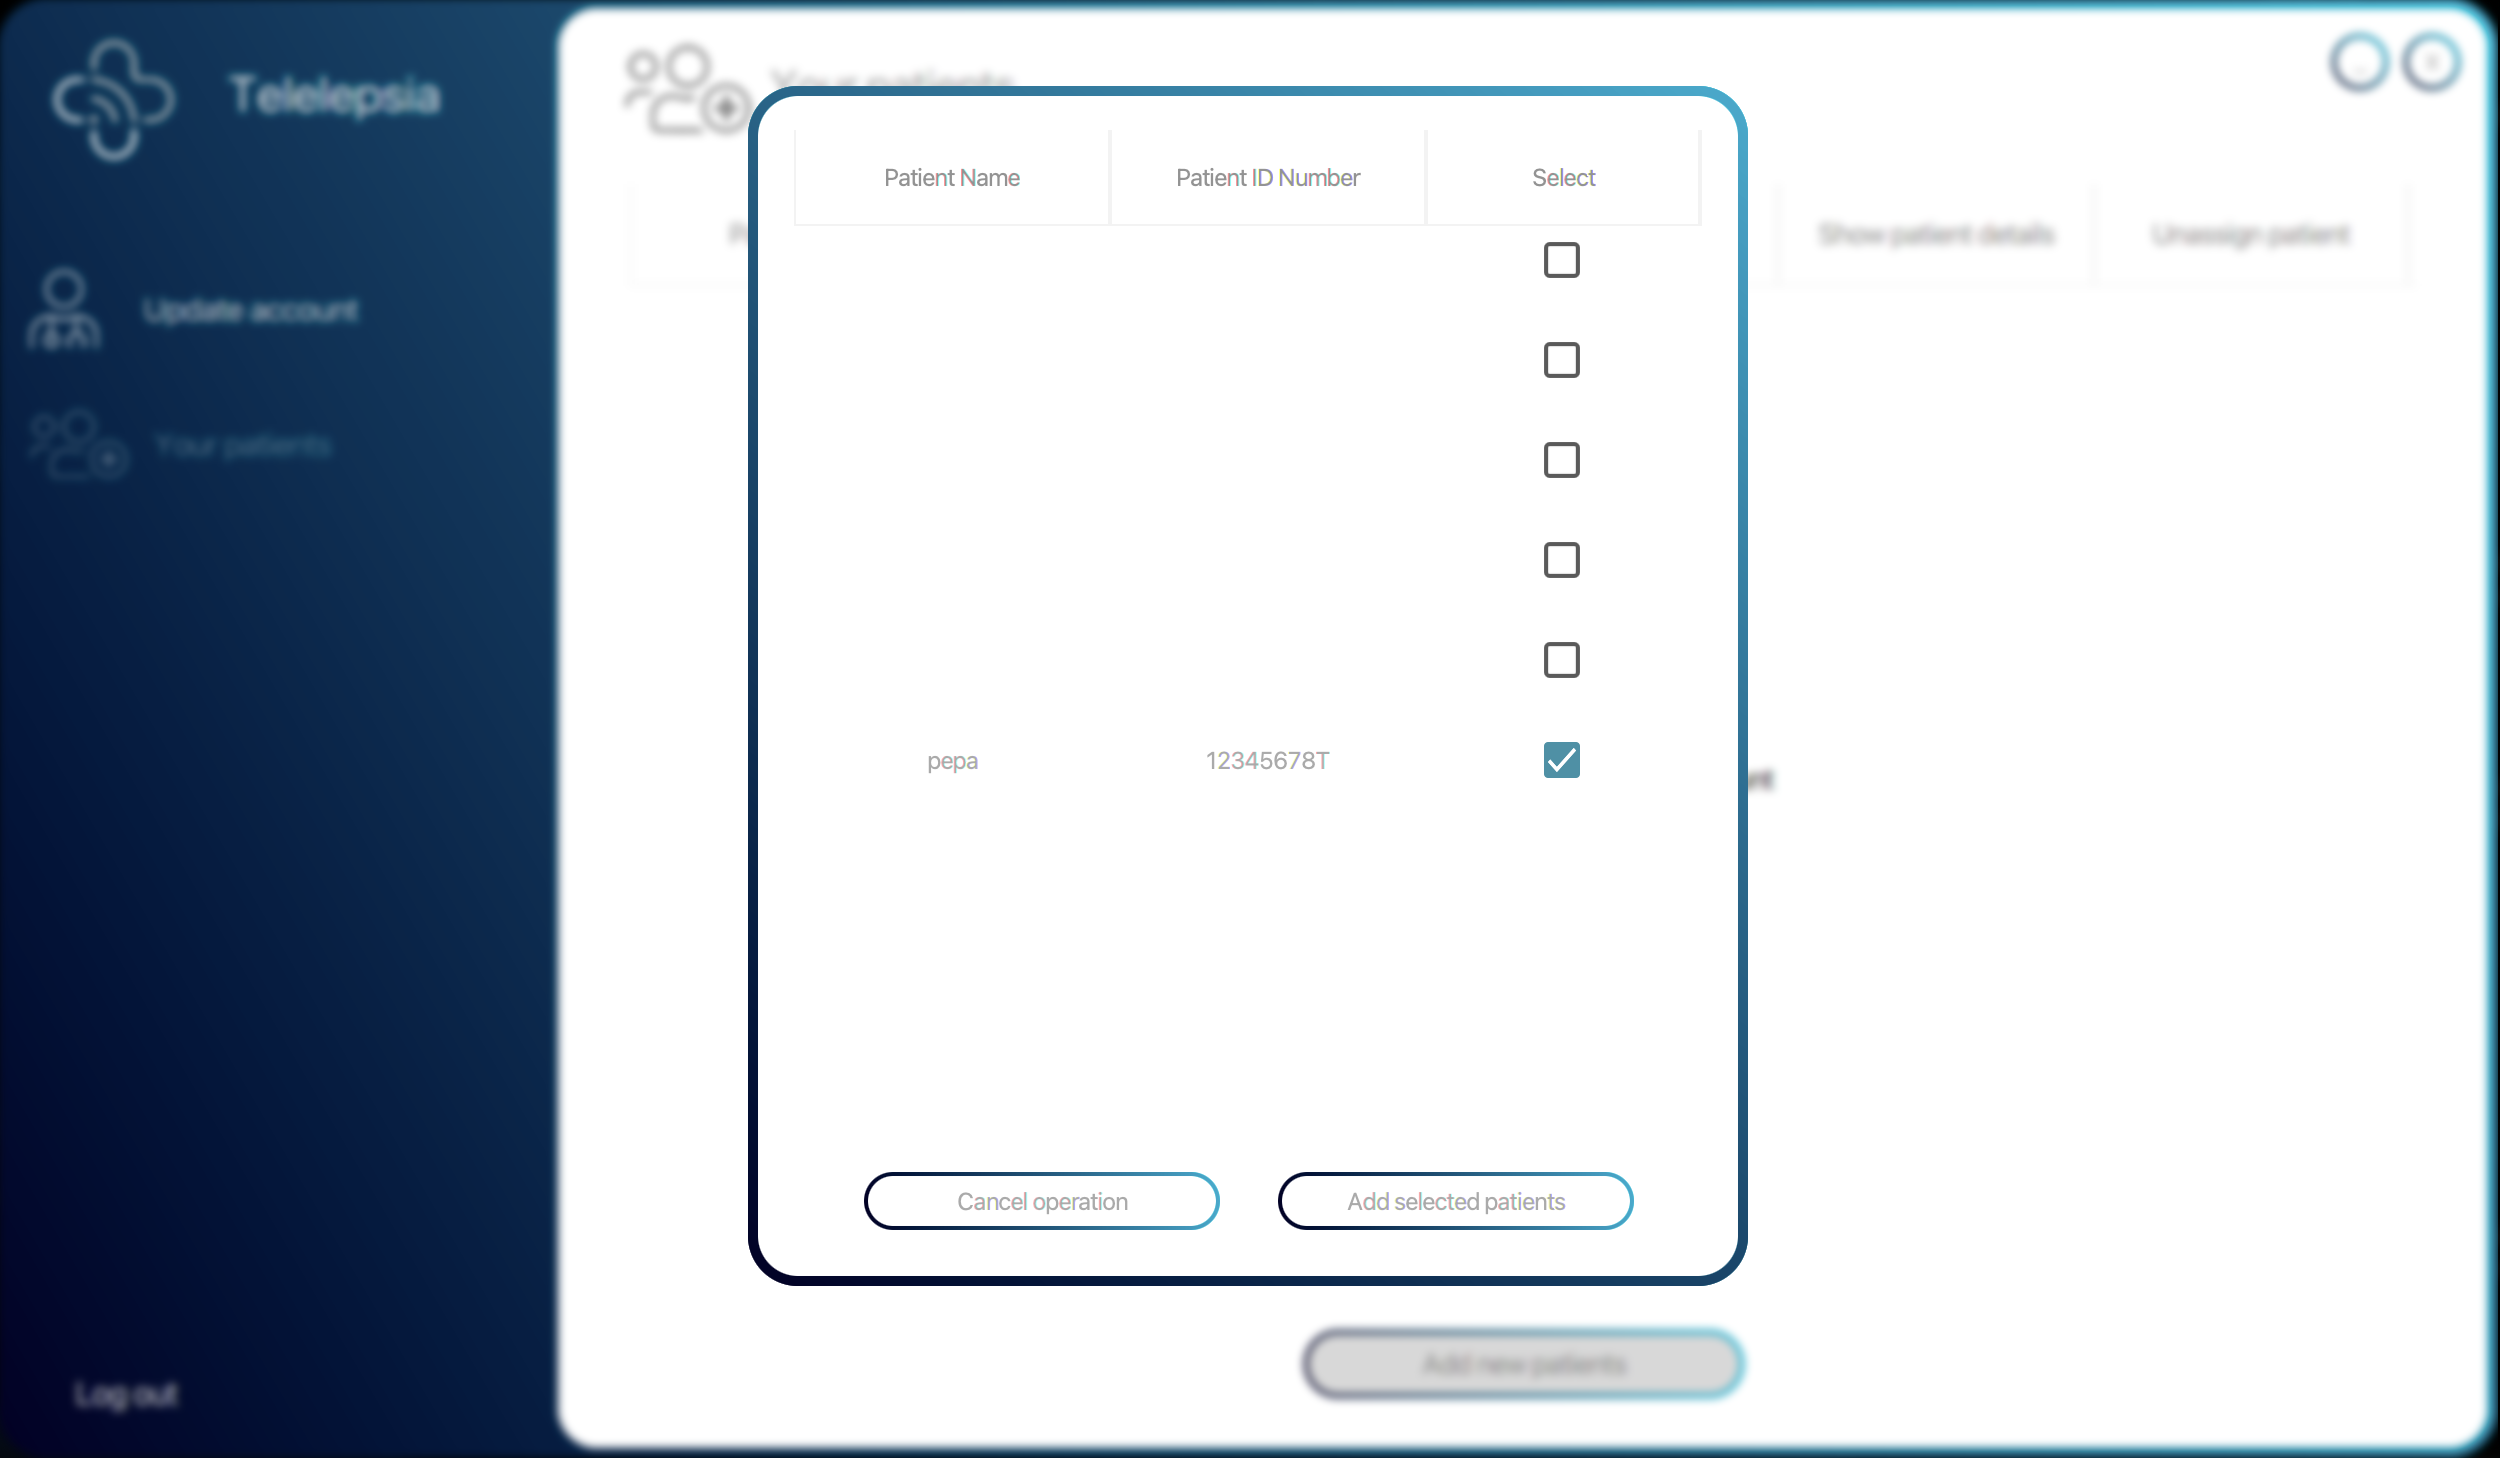 Telelepsia
Your patients
Patient Name
Patient ID Number
Select
Show patient details
Unassign patient
Update account
Your patients
pepa
12345678T
Cancel operation
Add selected patients
Add new patients
Log out